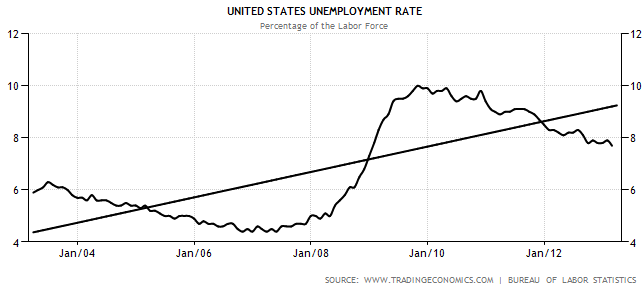 UNITED STATES UNEMPLOYMENT RATE
Percentage of the Labor Force
12 12
10 10
8 8
6 6
4 4
Jan/04 Jan/06 Jan/08 Jan/10 Jan/12
SOURCE: WWW.TRADINGECONOMICS.COM | BUREAU OF LABOR STATISTICS